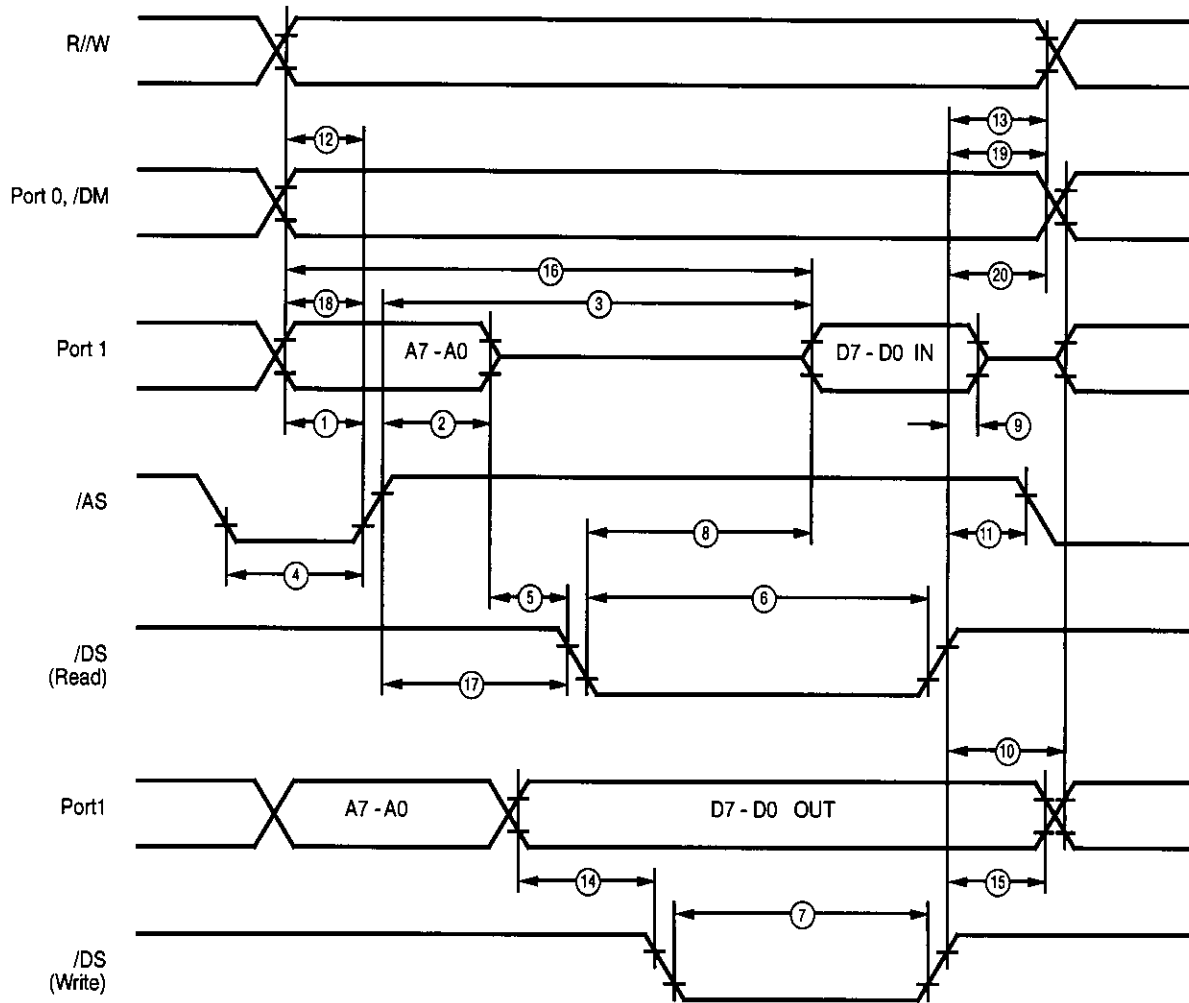 R//W
12
13
19
Port 0, /DM
16
20
18
3
Port 1
A7 - A0
D7 - D0 IN
1
2
9
/AS
8
11
4
5
6
/DS
(Read)
17
10
Port1
A7 - A0
D7 - D0 OUT
14
15
7
/DS
(Write)